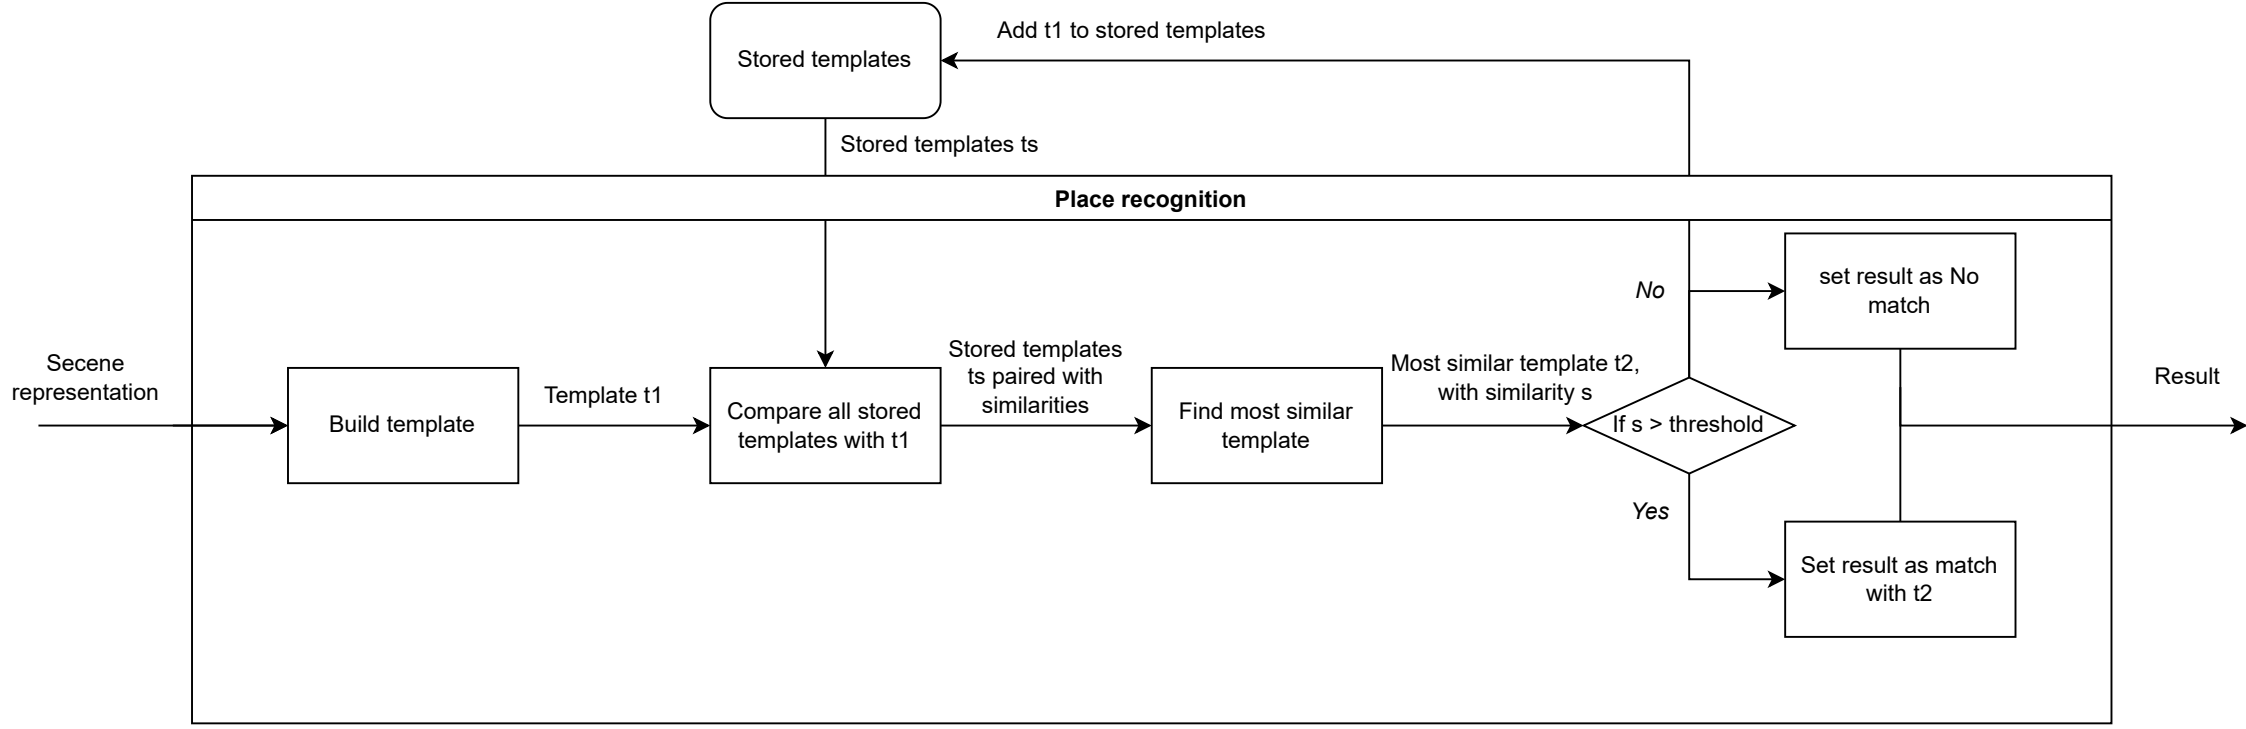 Add t1 to stored templates
Stored templates
Stored templates ts
Place recognition
Secene
representation
Build template
Template t1
Compare all stored
templates with t1
Stored templates
ts paired with
similarities
Find most similar
template
Most similar template t2,
with similarity s
If s > threshold
No
set result as No
match
Yes
Set result as match
with t2
Result